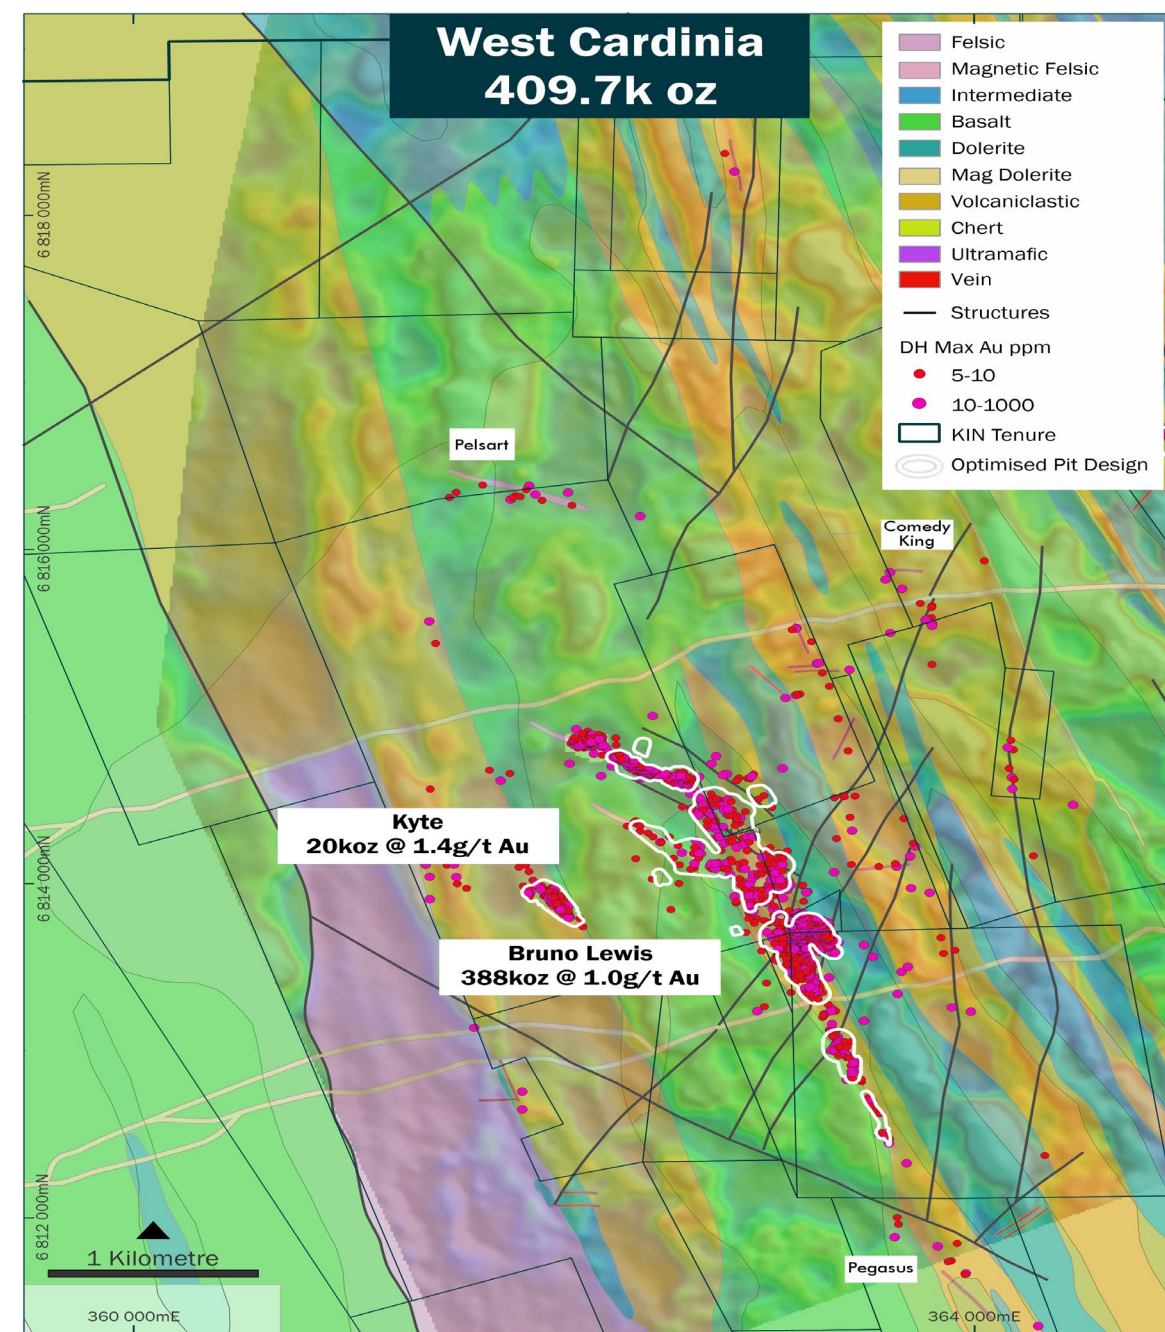 West Cardinia
409.7k oz
Felsic
Magnetic Felsic
Intermediate
Basalt
Dolerite
Mag Dolerite
Volcaniclastic
Chert
Ultramafic
Vein
Structures
DH Max Au ppm
5-10
10-1000
KIN Tenure
Optimised Pit Design
6 818 000mN
Pelsart
6 816 000mN
Comedy
King
Kyte
20koz @ 1.4g/t Au
6 814 000mN
Bruno Lewis
388koz @ 1.0g/t Au
6 812 000mN
1 Kilometre
Pegasus
360 000mE
364 000mE